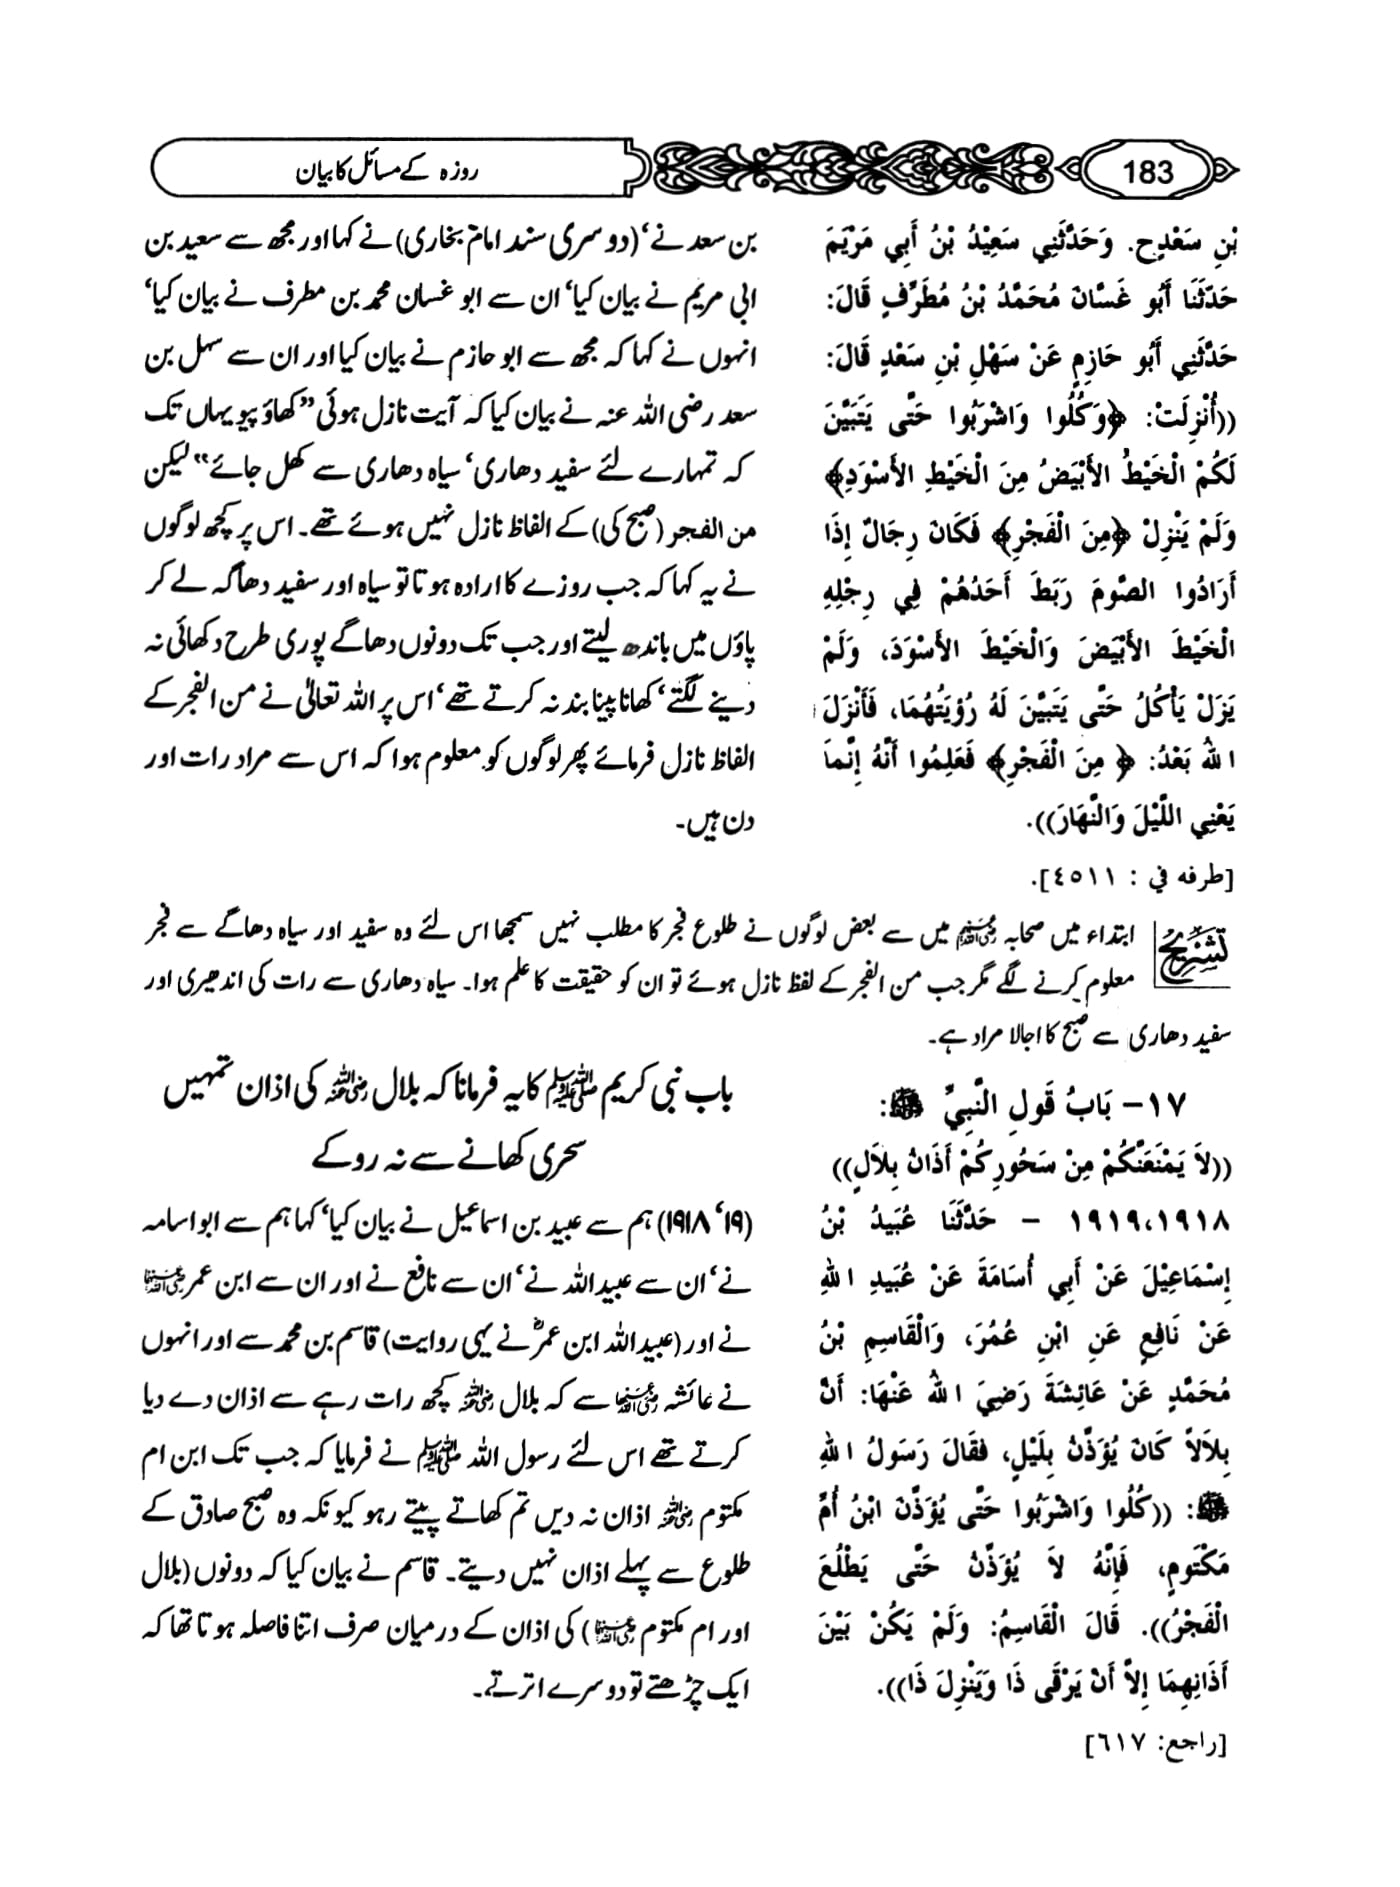 183
روزہ کے مسائل کا بیان
بْنِ سَعْدٍ ح. وَحَدَّثَنِي سَعِيْدُ بْنُ أَبِي مَرْيَمَ
حَدَّثَنَا أَبُو غَسَّانَ مُحَمَّدُ بْنُ مُطَرِّفٍ قَالَ:
حَدَّثَنِي أَبُو حَازِمٍ عَنْ سَهْلِ بْنِ سَعْدٍ قَالَ:
((أُنْزِلَتْ: ﴿وَكُلُوا وَاشْرَبُوا حَتَّى يَتَبَيَّنَ
لَكُمُ الْخَيْطُ الأَبْيَضُ مِنَ الْخَيْطِ الأَسْوَدِ﴾
وَلَمْ يَنْزِلْ ﴿مِنَ الْفَجْرِ﴾ فَكَانَ رِجَالٌ إِذَا
أَرَادُوا الصَّومَ رَبَطَ أَحَدُهُمْ فِي رِجْلِهِ
الْخَيْطَ الأَبْيَضَ وَالْخَيْطَ الأَسْوَدَ، وَلَمْ
يَزَلْ يَأْكُلُ حَتَّى يَتَبَيَّنَ لَهُ رُؤْيَتُهُمَا، فَأَنْزَلَ
اللهُ بَعْدُ: ﴿ مِنَ الْفَجْرِ﴾ فَعَلِمُوا أَنَّهُ إِنَّمَا
يَعْنِي اللَّيْلَ وَالنَّهَارَ)).
[طرفه في : ٤٥١١].
بن سعد نے‘ (دوسری سند امام بخاری) نے کہا اور مجھ سے سعید بن
ابی مریم نے بیان کیا‘ ان سے ابو غسان محمد بن مطرف نے بیان کیا‘
انہوں نے کہا کہ مجھ سے ابو حازم نے بیان کیا اور ان سے سہل بن
سعد رضی اللہ عنہ نے بیان کیا کہ آیت نازل ہوئی ”کھاؤ پیو یہاں تک
کہ تمہارے لئے سفید دھاری‘ سیاہ دھاری سے کھل جائے“ لیکن
من الفجر (صبح کی) کے الفاظ نازل نہیں ہوئے تھے۔ اس پر کچھ لوگوں
نے یہ کہا کہ جب روزے کا ارادہ ہوتا تو سیاہ اور سفید دھاگہ لے کر
پاؤں میں باندھ لیتے اور جب تک دونوں دھاگے پوری طرح دکھائی نہ
دینے لگتے‘ کھانا پینا بند نہ کرتے تھے‘ اس پر اللہ تعالیٰ نے من الفجر کے
الفاظ نازل فرمائے پھر لوگوں کو معلوم ہوا کہ اس سے مراد رات اور
دن ہیں۔
تشریح ابتداء میں صحابہ رضی اللہ عنہم میں سے بعض لوگوں نے طلوع فجر کا مطلب نہیں سمجھا اس لئے وہ سفید اور سیاہ دھاگے سے فجر
معلوم کرنے لگے مگر جب من الفجر کے لفظ نازل ہوئے تو ان کو حقیقت کا علم ہوا۔ سیاہ دھاری سے رات کی اندھیری اور
سفید دھاری سے صبح کا اجالا مراد ہے۔
١٧- بَابُ قَولِ النَّبِيِّ ﷺ:
((لاَ يَمْنَعَنَّكُمْ مِنْ سَحُورِكُمْ أَذَانُ بِلاَلٍ))
١٩١٨،١٩١٩ - حَدَّثَنَا عُبَيدُ بْنُ
إِسْمَاعِيْلَ عَنْ أَبِي أُسَامَةَ عَنْ عُبَيدِ اللهِ
عَنْ نَافِعٍ عَنِ ابْنِ عُمَرَ، وَالْقَاسِمِ بْنُ
مُحَمَّدٍ عَنْ عَائِشَةَ رَضِيَ اللهُ عَنْهَا: أَنَّ
بِلاَلاً كَانَ يُؤَذِّنُ بِلَيْلٍ، فَقَالَ رَسُولُ اللهِ
ﷺ: ((كُلُوا وَاشْرَبُوا حَتَّى يُؤَذِّنَ ابْنُ أُمِّ
مَكْتَومٍ، فَإِنَّهُ لاَ يُؤَذِّنُ حَتَّى يَطْلُعَ
الْفَجْرُ)). قَالَ الْقَاسِمُ: وَلَمْ يَكُنْ بَيْنَ
أَذَانِهِمَا إِلاَّ أَنْ يَرْقَى ذَا وَيَنْزِلَ ذَا)).
[راجع: ٦١٧]
باب نبی کریم ﷺ کا یہ فرمانا کہ بلال رضی اللہ عنہ کی اذان تمہیں
سحری کھانے سے نہ روکے
(۱۹‘ ۱۹۱۸) ہم سے عبید بن اسماعیل نے بیان کیا‘ کہا ہم سے ابو اسامہ
نے‘ ان سے عبیداللہ نے‘ ان سے نافع نے اور ان سے ابن عمر رضی اللہ عنہما
نے اور (عبیداللہ ابن عمرؓ نے یہی روایت) قاسم بن محمد سے اور انہوں
نے عائشہ رضی اللہ عنہا سے کہ بلال رضی اللہ عنہ کچھ رات رہے سے اذان دے دیا
کرتے تھے اس لئے رسول اللہ ﷺ نے فرمایا کہ جب تک ابن ام
مکتوم رضی اللہ عنہ اذان نہ دیں تم کھاتے پیتے رہو کیونکہ وہ صبح صادق کے
طلوع سے پہلے اذان نہیں دیتے۔ قاسم نے بیان کیا کہ دونوں (بلال
اور ام مکتوم رضی اللہ عنہما) کی اذان کے درمیان صرف اتنا فاصلہ ہوتا تھا کہ
ایک چڑھتے تو دوسرے اترتے۔